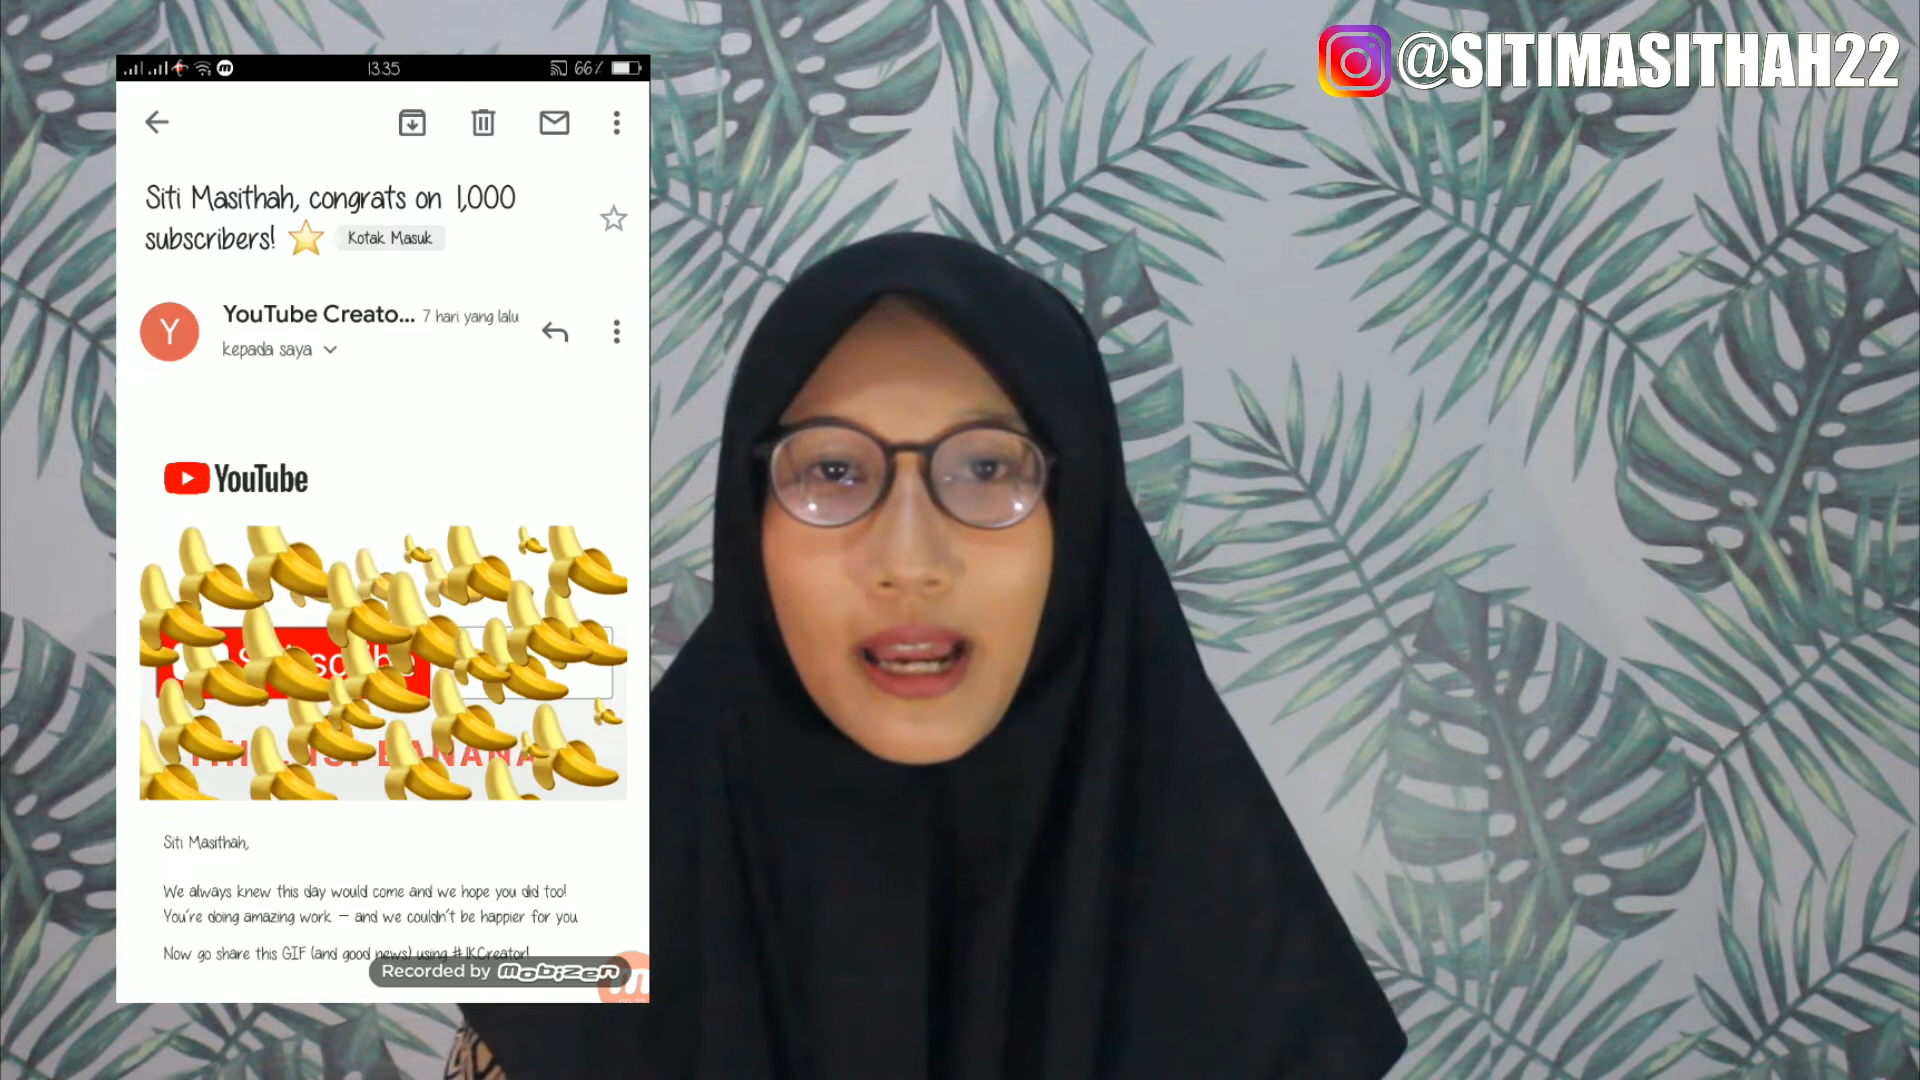 @SITIMASITHAH22
13.35
66%
Siti Masithah, congrats on 1,000
subscribers! Kotak Masuk
Y
YouTube Creato... 7 hari yang lalu
kepada saya
YouTube
Siti Masithah,
We always knew this day would come and we hope you did too!
You're doing amazing work – and we couldn't be happier for you
Now go share this GIF (and good news) using #1KCreator!
Recorded by mobizen